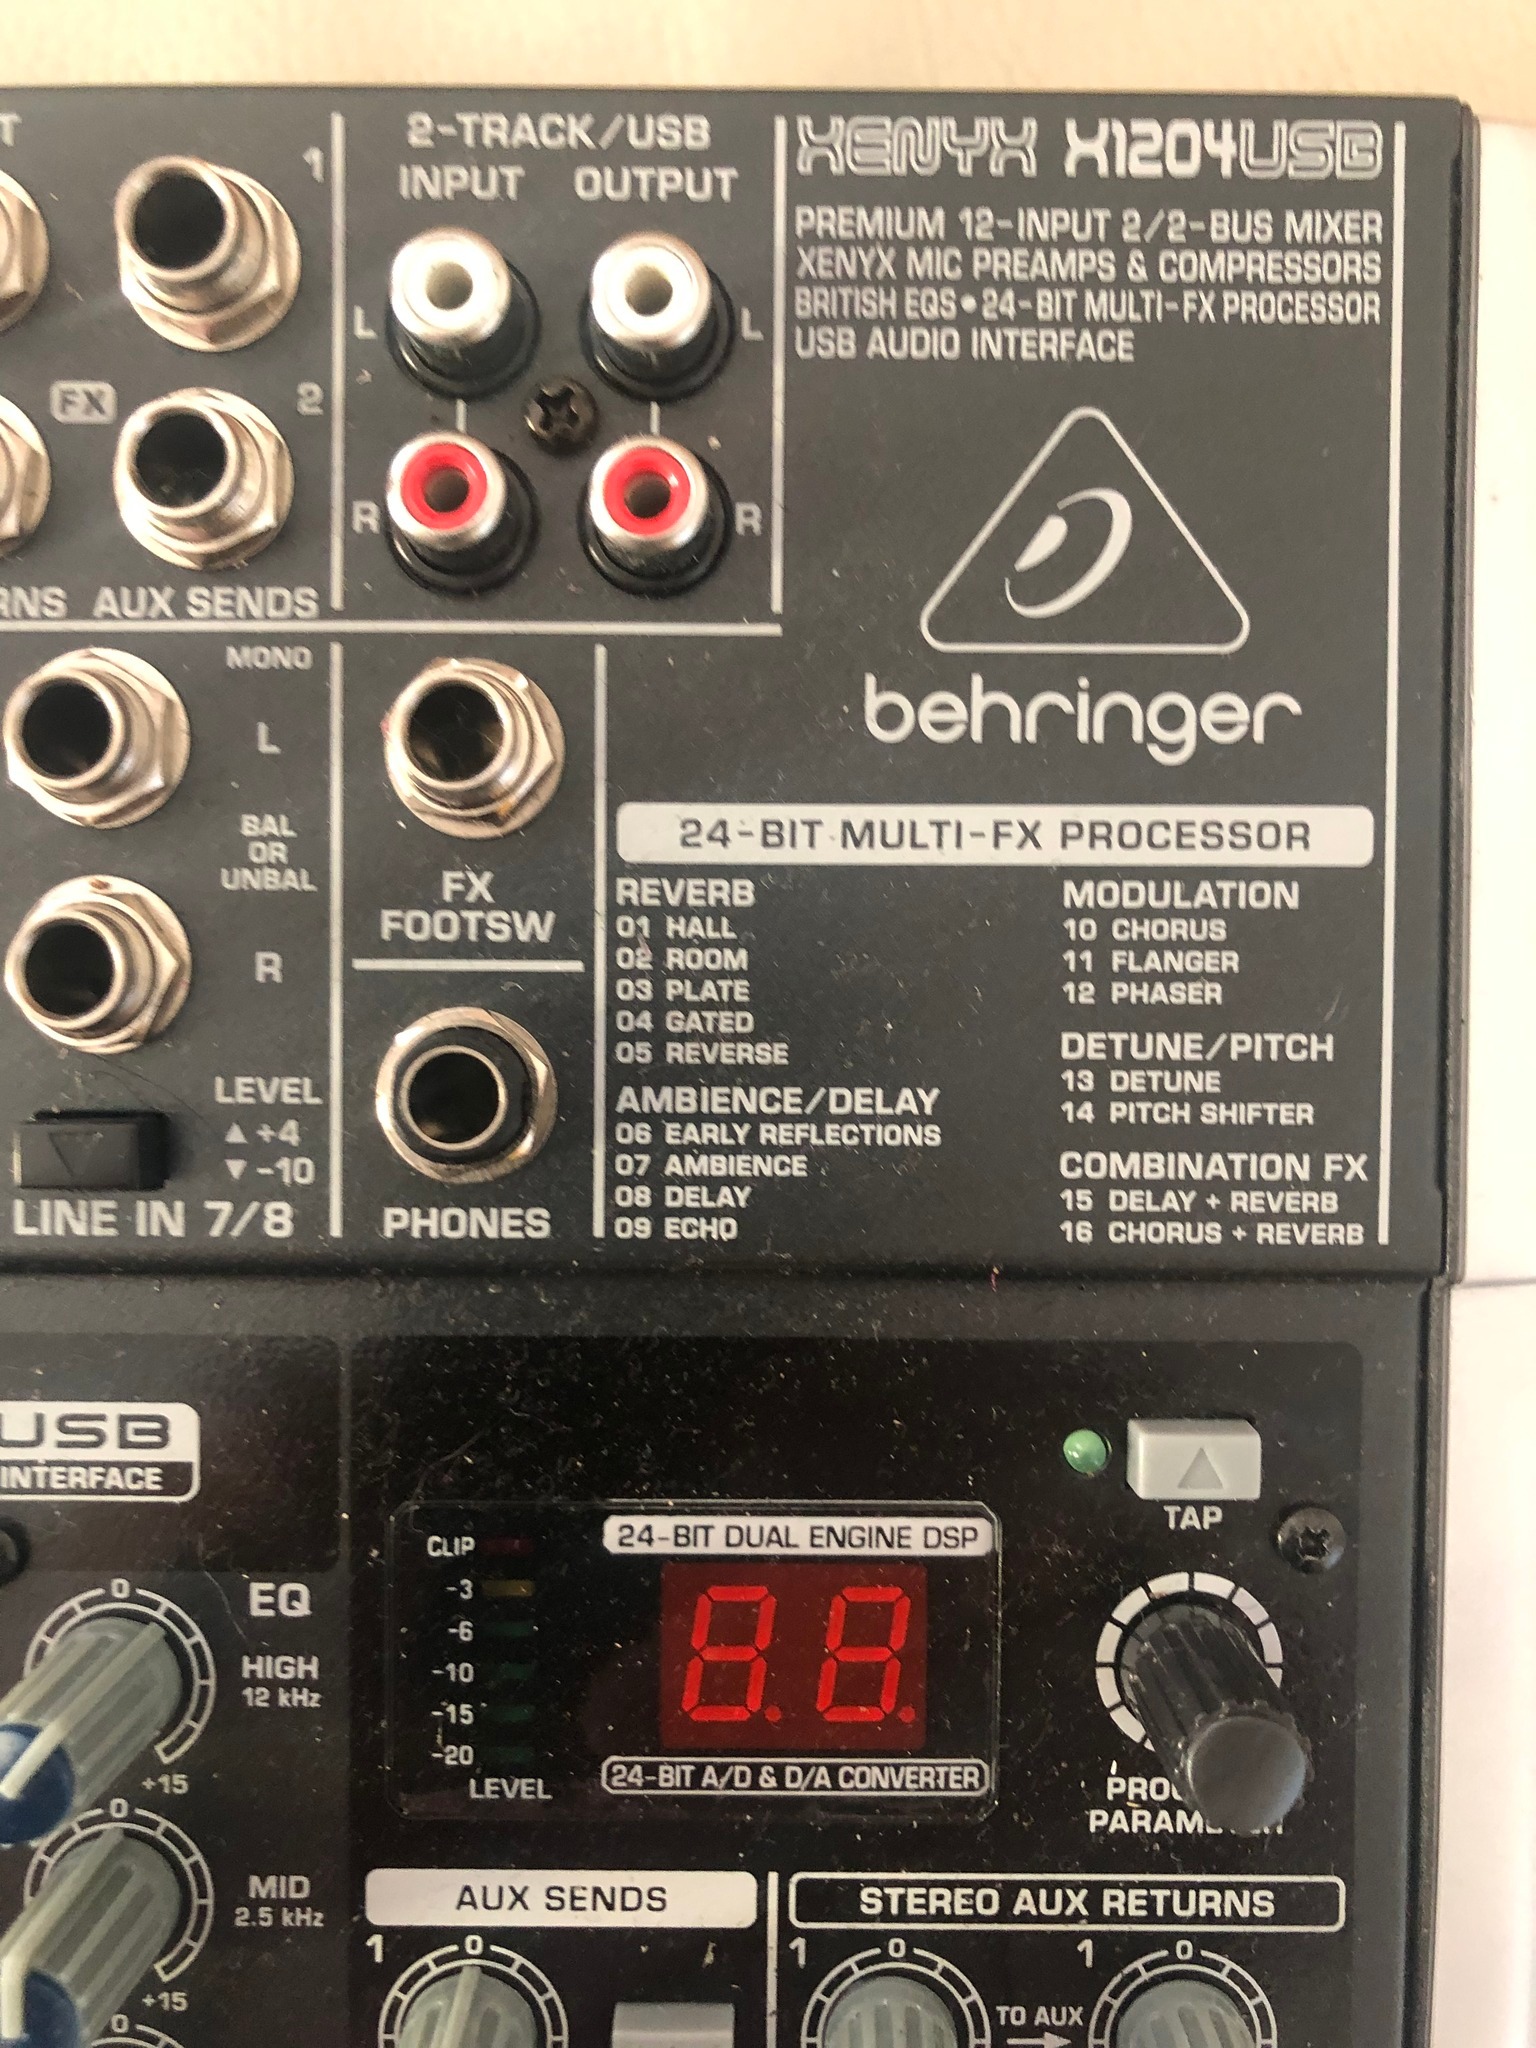 1
2-TRACK/USB
INPUT OUTPUT
L L
FX 2
R R
AUX SENDS
XENYX X1204USB
PREMIUM 12-INPUT 2/2-BUS MIXER
XENYX MIC PREAMPS & COMPRESSORS
BRITISH EQS • 24-BIT MULTI-FX PROCESSOR
USB AUDIO INTERFACE
behringer
MONO
L
BAL
OR
UNBAL
R
LEVEL
▲ +4
▼ -10
LINE IN 7/8
FX
FOOTSW
PHONES
24-BIT MULTI-FX PROCESSOR
REVERB
01 HALL
02 ROOM
03 PLATE
04 GATED
05 REVERSE
AMBIENCE/DELAY
06 EARLY REFLECTIONS
07 AMBIENCE
08 DELAY
09 ECHO
MODULATION
10 CHORUS
11 FLANGER
12 PHASER
DETUNE/PITCH
13 DETUNE
14 PITCH SHIFTER
COMBINATION FX
15 DELAY + REVERB
16 CHORUS + REVERB
USB
INTERFACE
0
EQ
HIGH
12 kHz
+15
0
MID
2.5 kHz
+15
0
TAP
CLIP
-3
-6
-10
-15
-20
LEVEL
24-BIT DUAL ENGINE DSP
8.8.
24-BIT A/D & D/A CONVERTER
AUX SENDS
1 0
STEREO AUX RETURNS
1 0 1 0
TO AUX